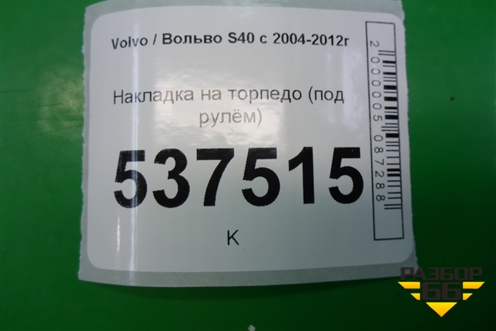 Volvo / Вольво S40 с 2004-2012г
Накладка на торпедо (под
рулём)
537515
К
2000005087288
РАЗБОР
66